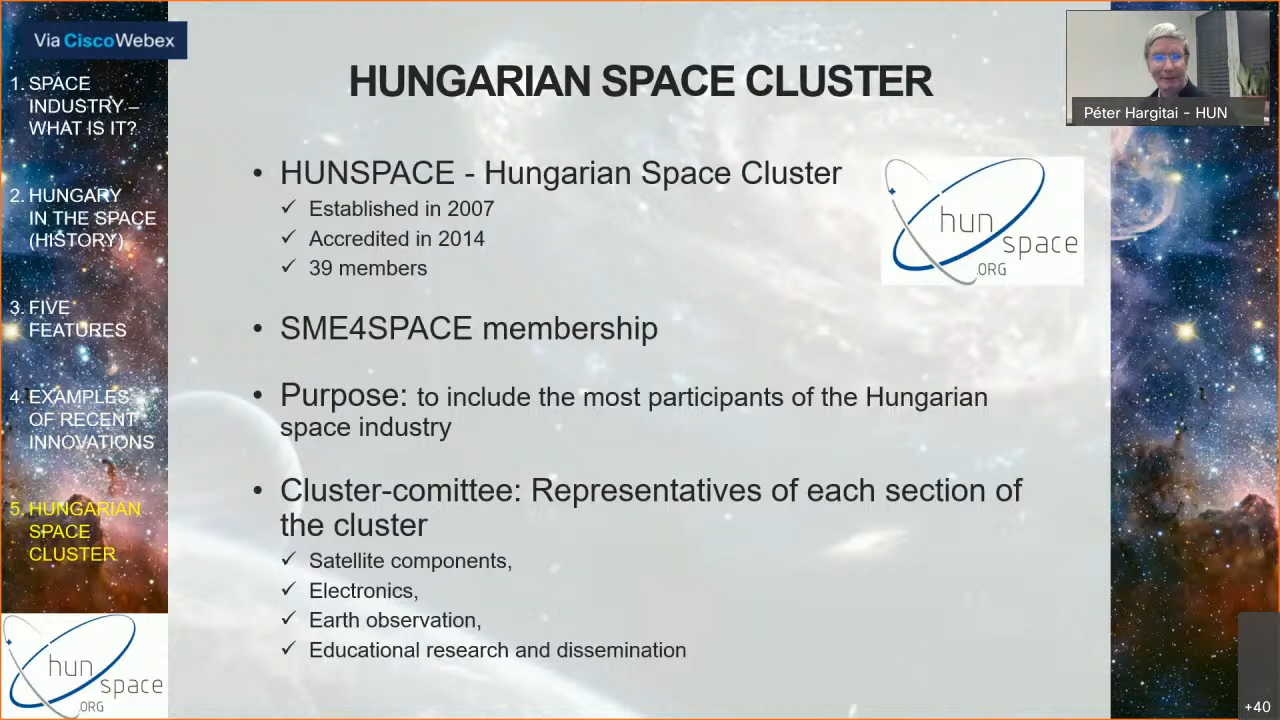 Via Cisco Webex
1. SPACE
INDUSTRY –
WHAT IS IT?
2. HUNGARY
IN THE SPACE
(HISTORY)
3. FIVE
FEATURES
4. EXAMPLES
OF RECENT
INNOVATIONS
5. HUNGARIAN
SPACE
CLUSTER
hun
space
.ORG
HUNGARIAN SPACE CLUSTER
• HUNSPACE - Hungarian Space Cluster
✓ Established in 2007
✓ Accredited in 2014
✓ 39 members
• SME4SPACE membership
• Purpose: to include the most participants of the Hungarian
space industry
• Cluster-comittee: Representatives of each section of
the cluster
✓ Satellite components,
✓ Electronics,
✓ Earth observation,
✓ Educational research and dissemination
hun
space
.ORG
Péter Hargitai - HUN
+40